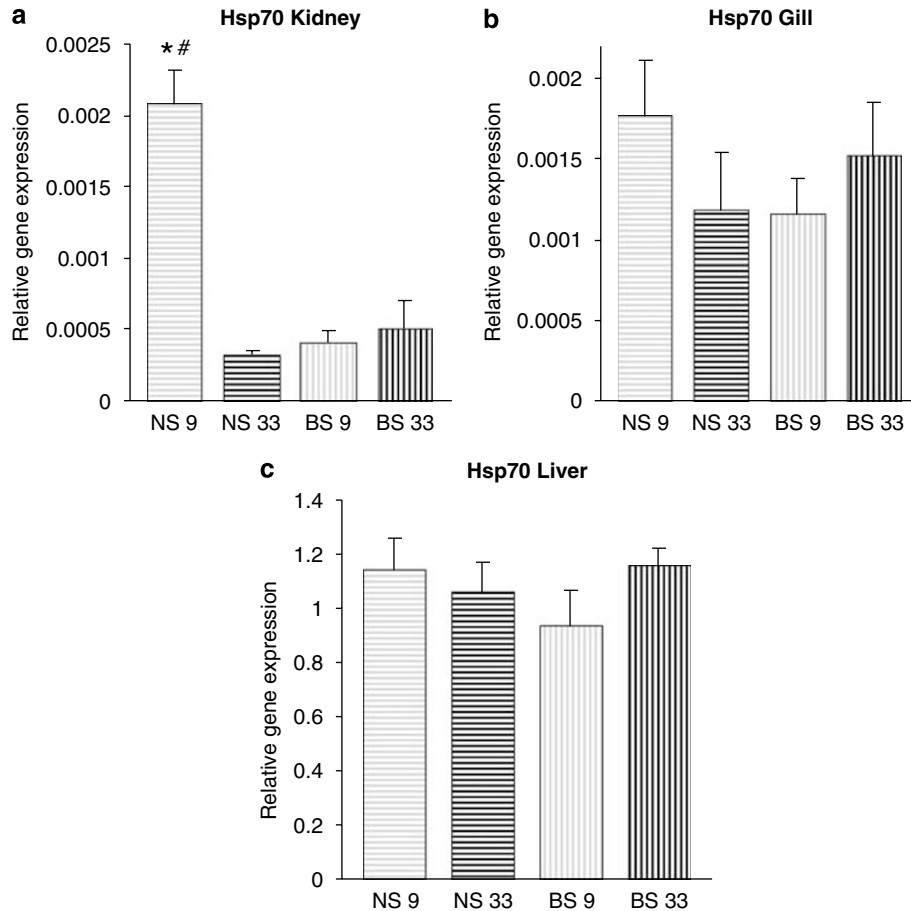 a
Hsp70 Kidney
Relative gene expression
0.0025
0.002
0.0015
0.001
0.0005
0
* #
NS 9 NS 33 BS 9 BS 33
b
Hsp70 Gill
Relative gene expression
0.002
0.0015
0.001
0.0005
0
NS 9 NS 33 BS 9 BS 33
c
Hsp70 Liver
Relative gene expression
1.4
1.2
1
0.8
0.6
0.4
0.2
0
NS 9 NS 33 BS 9 BS 33